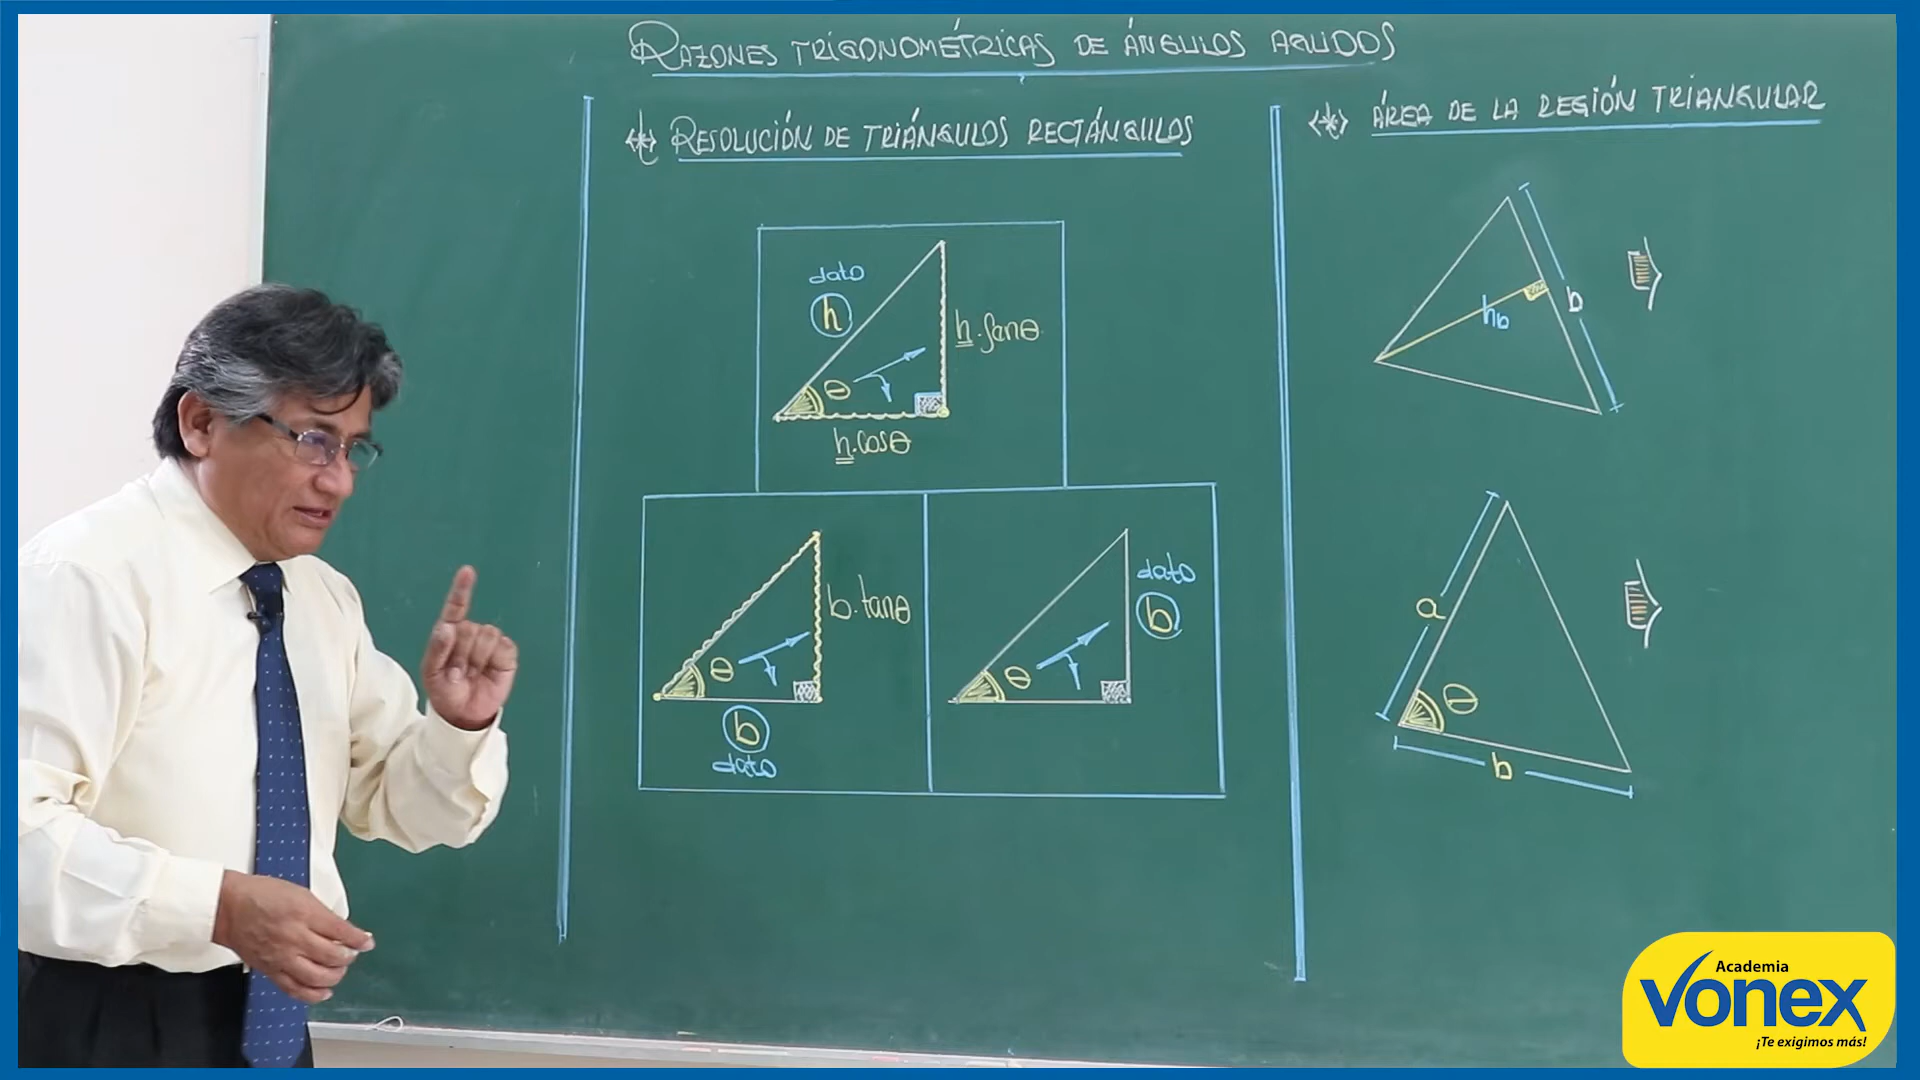 RAZONES TRIGONOMÉTRICAS DE ÁNGULOS AGUDOS
<*> RESOLUCIÓN DE TRIÁNGULOS RECTÁNGULOS
dato
h
h.senθ
θ
h.cosθ
b.tanθ
θ
b
dato
dato
b
θ
<*> ÁREA DE LA REGIÓN TRIANGULAR
hb
b
a
θ
b
Academia
Vonex
¡Te exigimos más!